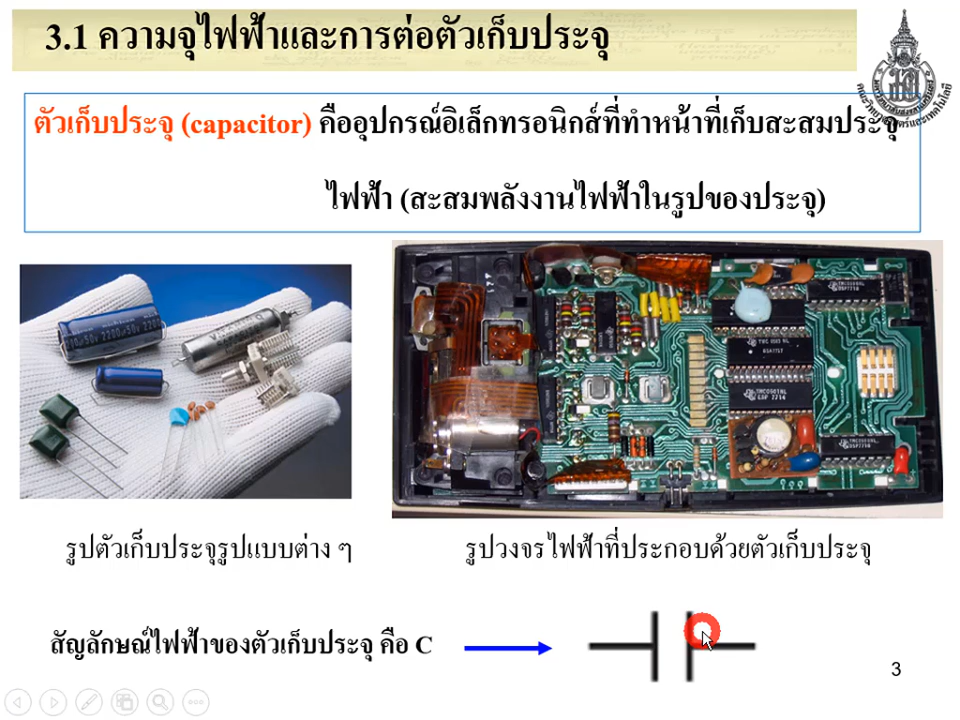 3.1 ความจุไฟฟ้าและการต่อตัวเก็บประจุ
ตัวเก็บประจุ (capacitor) คืออุปกรณ์อิเล็กทรอนิกส์ที่ทำหน้าที่เก็บสะสมประจุ
ไฟฟ้า (สะสมพลังงานไฟฟ้าในรูปของประจุ)
รูปตัวเก็บประจุรูปแบบต่าง ๆ
รูปวงจรไฟฟ้าที่ประกอบด้วยตัวเก็บประจุ
สัญลักษณ์ไฟฟ้าของตัวเก็บประจุ คือ C
3